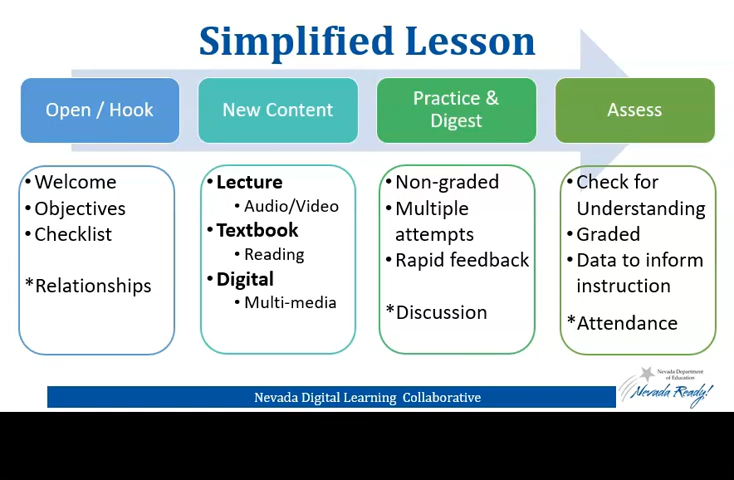 Simplified Lesson
Open / Hook
New Content
Practice &
Digest
Assess
• Welcome
• Objectives
• Checklist
*Relationships
• Lecture
• Audio/Video
• Textbook
• Reading
• Digital
• Multi-media
• Non-graded
• Multiple
attempts
• Rapid feedback
*Discussion
• Check for
Understanding
• Graded
• Data to inform
instruction
*Attendance
Nevada Digital Learning Collaborative
Nevada Department
of Education
Nevada Ready!